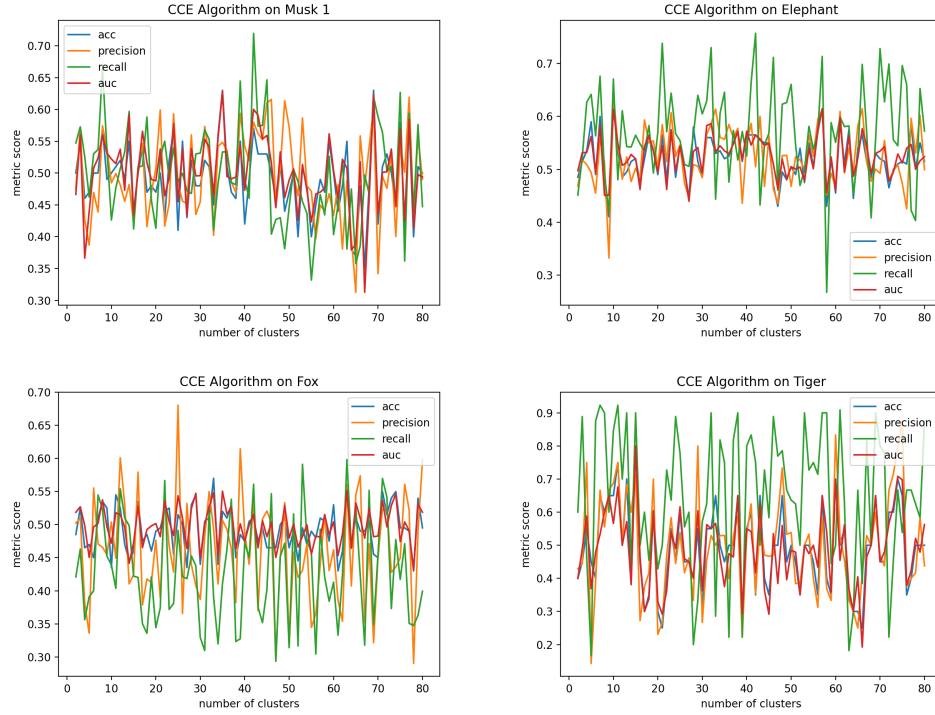 CCE Algorithm on Musk 1
metric score
0.70
0.65
0.60
0.55
0.50
0.45
0.40
0.35
0.30
acc
precision
recall
auc
0 10 20 30 40 50 60 70 80
number of clusters
CCE Algorithm on Elephant
metric score
0.7
0.6
0.5
0.4
0.3
acc
precision
recall
auc
0 10 20 30 40 50 60 70 80
number of clusters
CCE Algorithm on Fox
metric score
0.70
0.65
0.60
0.55
0.50
0.45
0.40
0.35
0.30
acc
precision
recall
auc
0 10 20 30 40 50 60 70 80
number of clusters
CCE Algorithm on Tiger
metric score
0.9
0.8
0.7
0.6
0.5
0.4
0.3
0.2
acc
precision
recall
auc
0 10 20 30 40 50 60 70 80
number of clusters